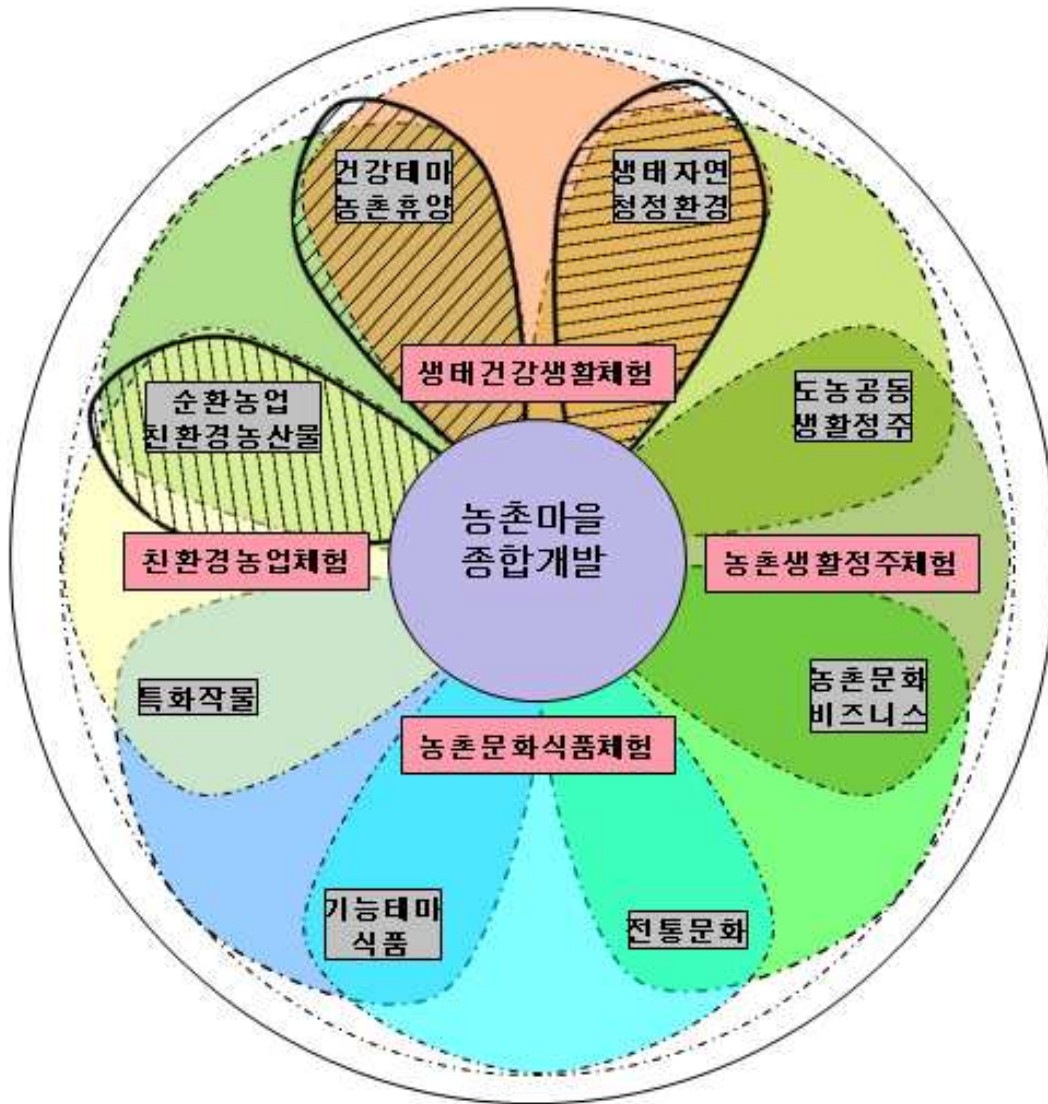 건강테마
농촌휴양
생태자연
청정환경
생태건강생활체험
순환농업
친환경농산물
도농공동
생활정주
농촌마을
종합개발
친환경농업체험
농촌생활정주체험
특화작물
농촌문화
비즈니스
농촌문화식품체험
기능테마
식품
전통문화